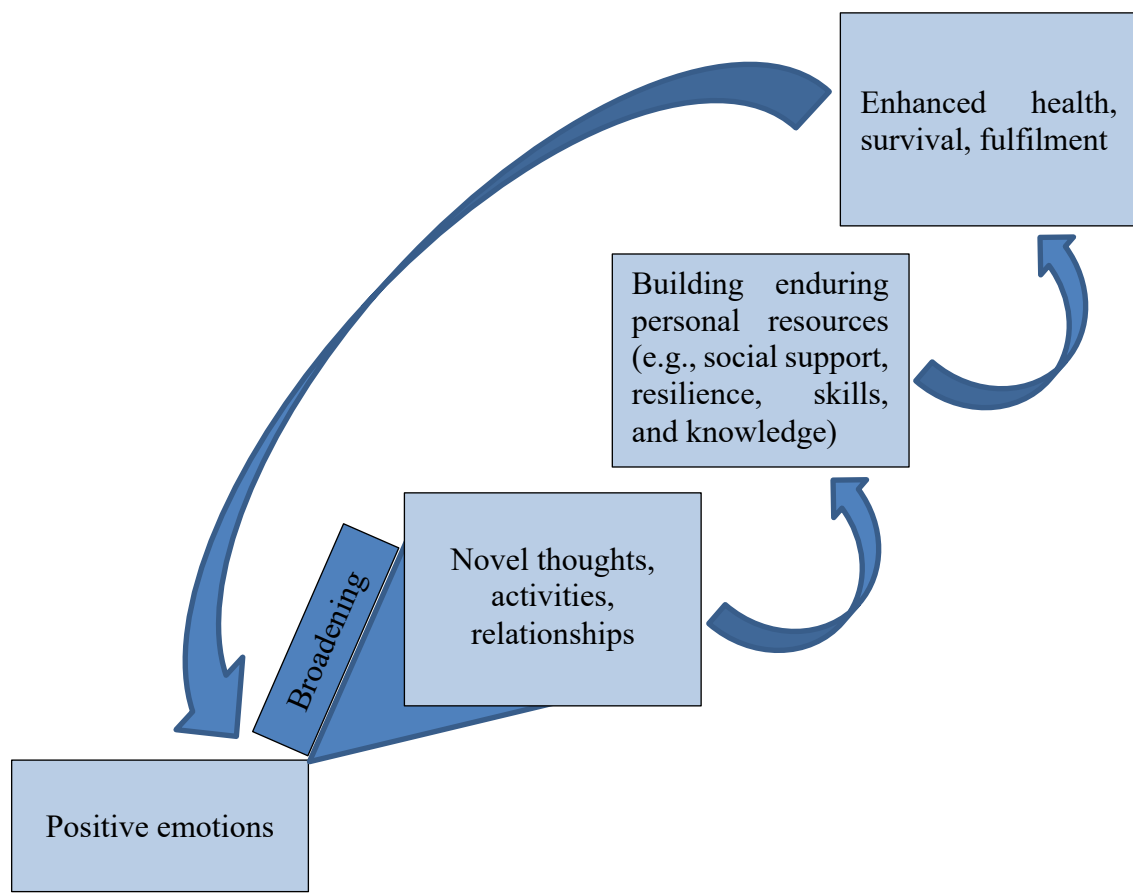 Enhanced health,
survival, fulfilment
Building enduring
personal resources
(e.g., social support,
resilience, skills,
and knowledge)
Novel thoughts,
activities,
relationships
Broadening
Positive emotions